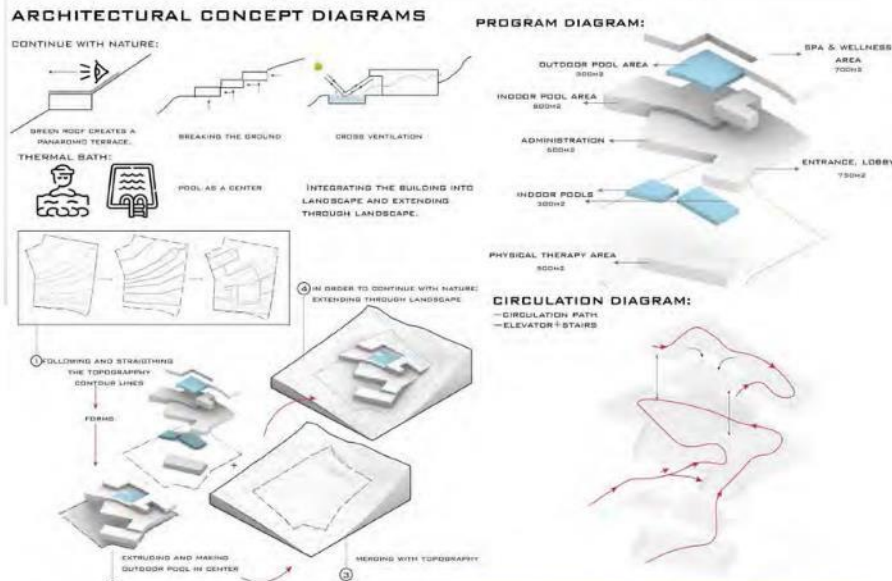 ARCHITECTURAL CONCEPT DIAGRAMS
CONTINUE WITH NATURE:
GREEN ROOF CREATES A
PANAROMIC TERRACE.
BREAKING THE GROUND
CROSS VENTILATION
THERMAL BATH:
POOL AS A CENTER
INTEGRATING THE BUILDING INTO
LANDSCAPE AND EXTENDING
THROUGH LANDSCAPE.
1 FOLLOWING AND STRAIGTHING
THE TOPOGRAPPHY
CONTOUR LINES
FORMS
EXTRUDING AND MAKING
OUTDOOR POOL IN CENTER
3
MERGING WITH TOPOGRAPHY
4 IN ORDER TO CONTINUE WITH NATURE;
EXTENDING THROUGH LANDSCAPE
PROGRAM DIAGRAM:
SPA & WELLNESS
AREA
700M2
OUTDOOR POOL AREA
INDOOR POOL AREA
ADMINISTRATION
ENTRANCE, LOBBY
750M2
INDOOR POOLS
PHYSICAL THERAPY AREA
CIRCULATION DIAGRAM:
—CIRCULATION PATH
—ELEVATOR+STAIRS